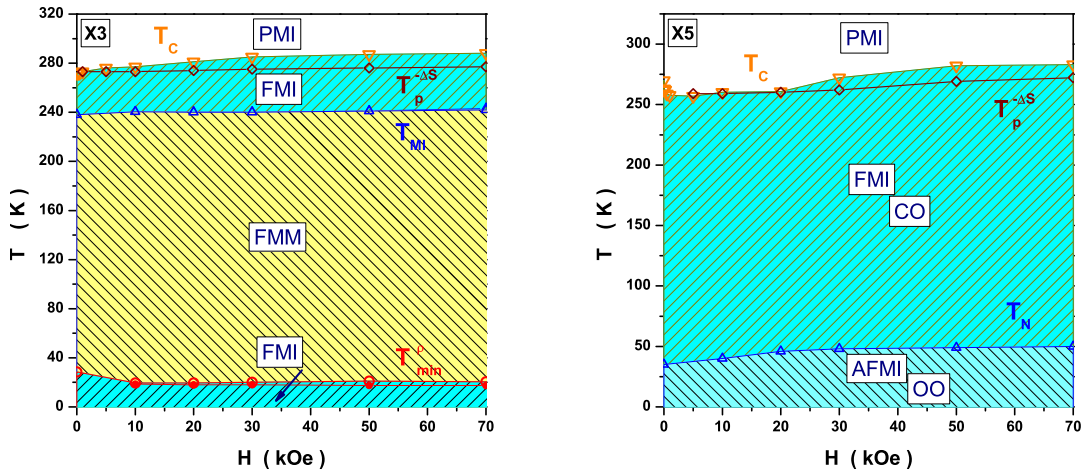 X3
T_C
PMI
FMI
T_p^-ΔS
T_MI
FMM
FMI
T_min^ρ
320
280
240
200
160
120
80
40
0
T ( K )
0 10 20 30 40 50 60 70
H ( kOe )
X5
PMI
T_C
T_p^-ΔS
FMI
CO
T_N
AFMI
OO
300
250
200
150
100
50
0
T ( K )
0 10 20 30 40 50 60 70
H ( kOe )